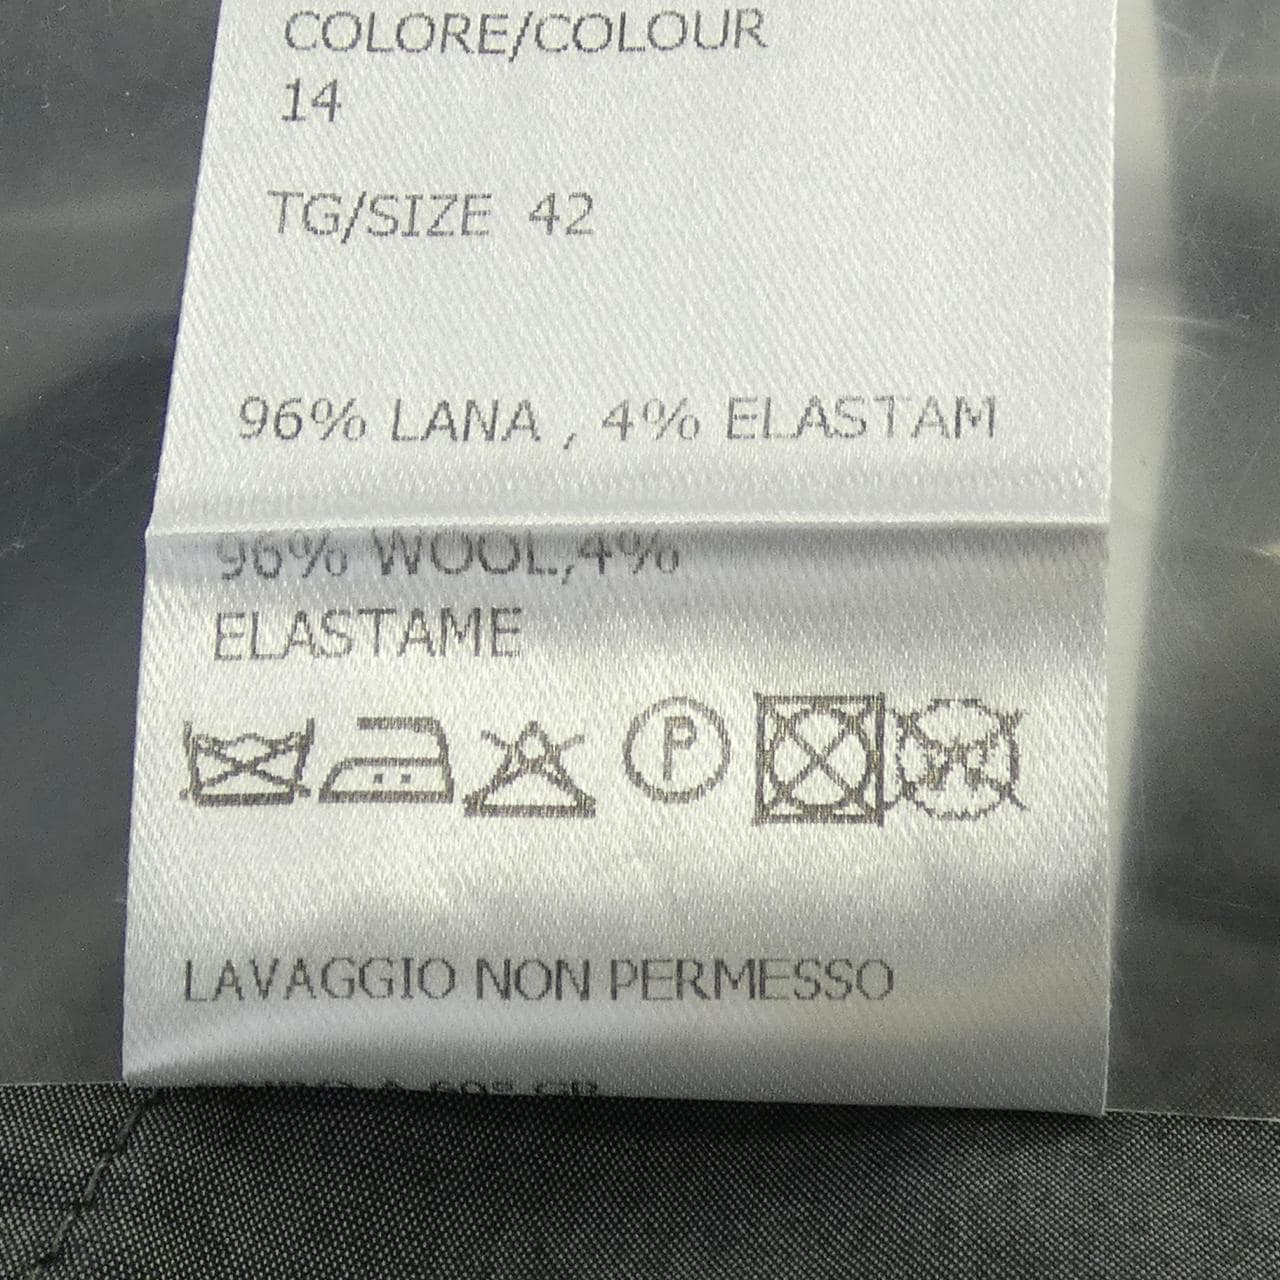 COLORE/COLOUR
14
TG/SIZE 42
96% LANA , 4% ELASTAM
96% WOOL,4%
ELASTAME
P
W
LAVAGGIO NON PERMESSO